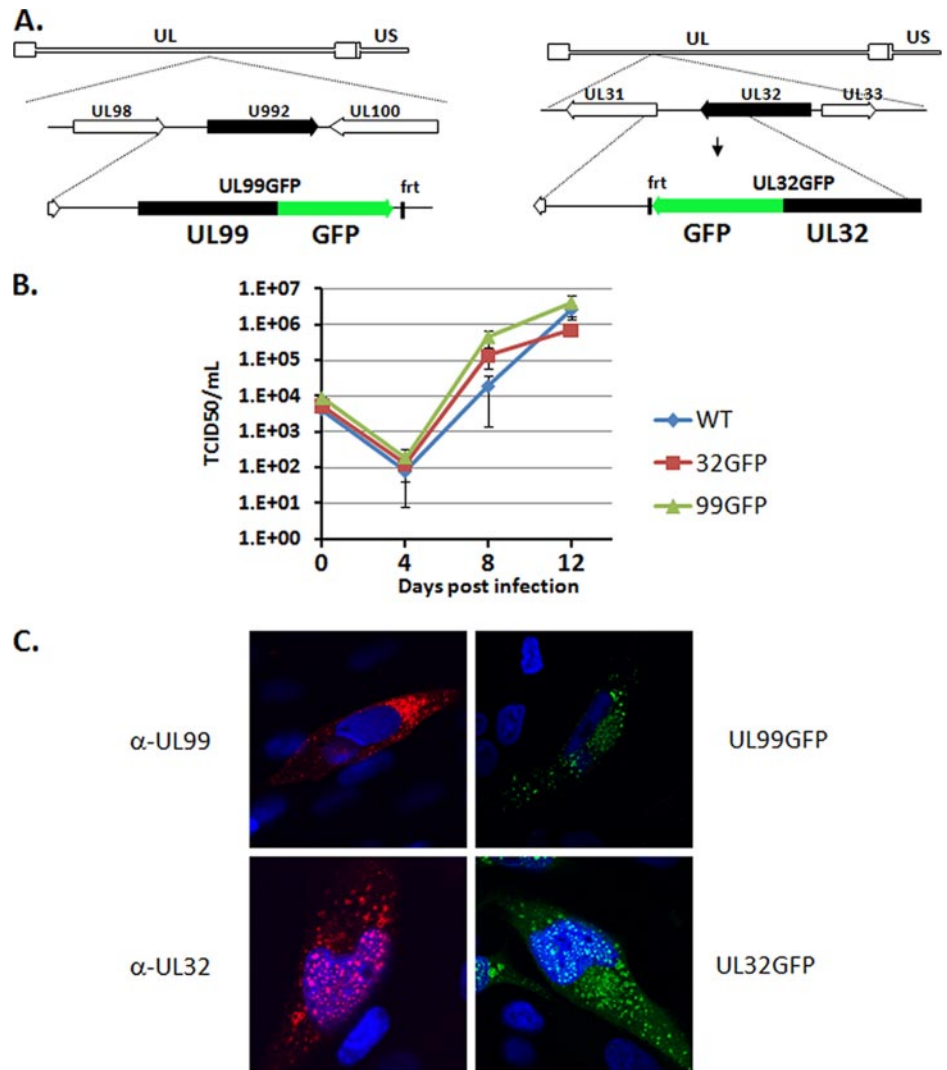 A.
UL US
UL98 U992 UL100
UL99GFP frt
UL99 GFP
UL US
UL31 UL32 UL33
frt UL32GFP
GFP UL32
B.
1.E+07
1.E+06
1.E+05
1.E+04
1.E+03
1.E+02
1.E+01
1.E+00
TCID50/mL
0 4 8 12
Days post infection
WT
32GFP
99GFP
C.
α-UL99 UL99GFP
α-UL32 UL32GFP